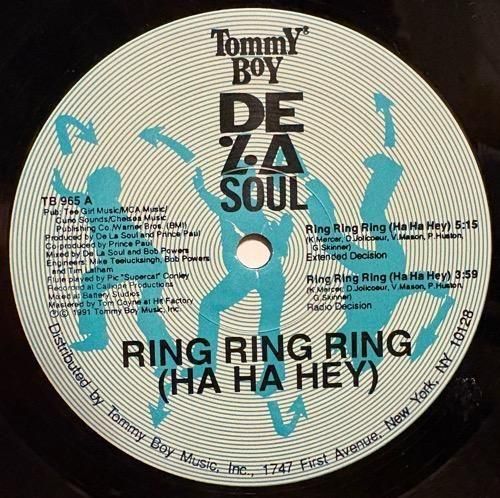 Tommy®
Boy
DE
LA
SOUL
TB 965 A
Pub: Tee Girl Music/MCA Music/
Curio Sounds/Chelsea Music
Publishing Co./Warner Bros. (BMI)
Produced by De La Soul and Prince Paul
Co produced by Prince Paul
Mixed by De La Soul and Bob Powers
Engineers: Mike Teelucksingh, Bob Powers
and Tim Latham
Flute played by Pic "Supercat" Conley
Recorded at Calliope Productions
Mixed at Battery Studios
Mastered by Tom Coyne at Hit Factory
℗© 1991 Tommy Boy Music, Inc.
Ring Ring Ring (Ha Ha Hey) 5:15
(K.Mercer, D.Jolicoeur, V.Mason, P.Huston,
G.Skinner)
Extended Decision
Ring Ring Ring (Ha Ha Hey) 3:59
(K.Mercer, D.Jolicoeur, V.Mason, P.Huston,
G.Skinner)
Radio Decision
RING RING RING
(HA HA HEY)
Distributed by Tommy Boy Music, Inc., 1747 First Avenue, New York, NY 10128